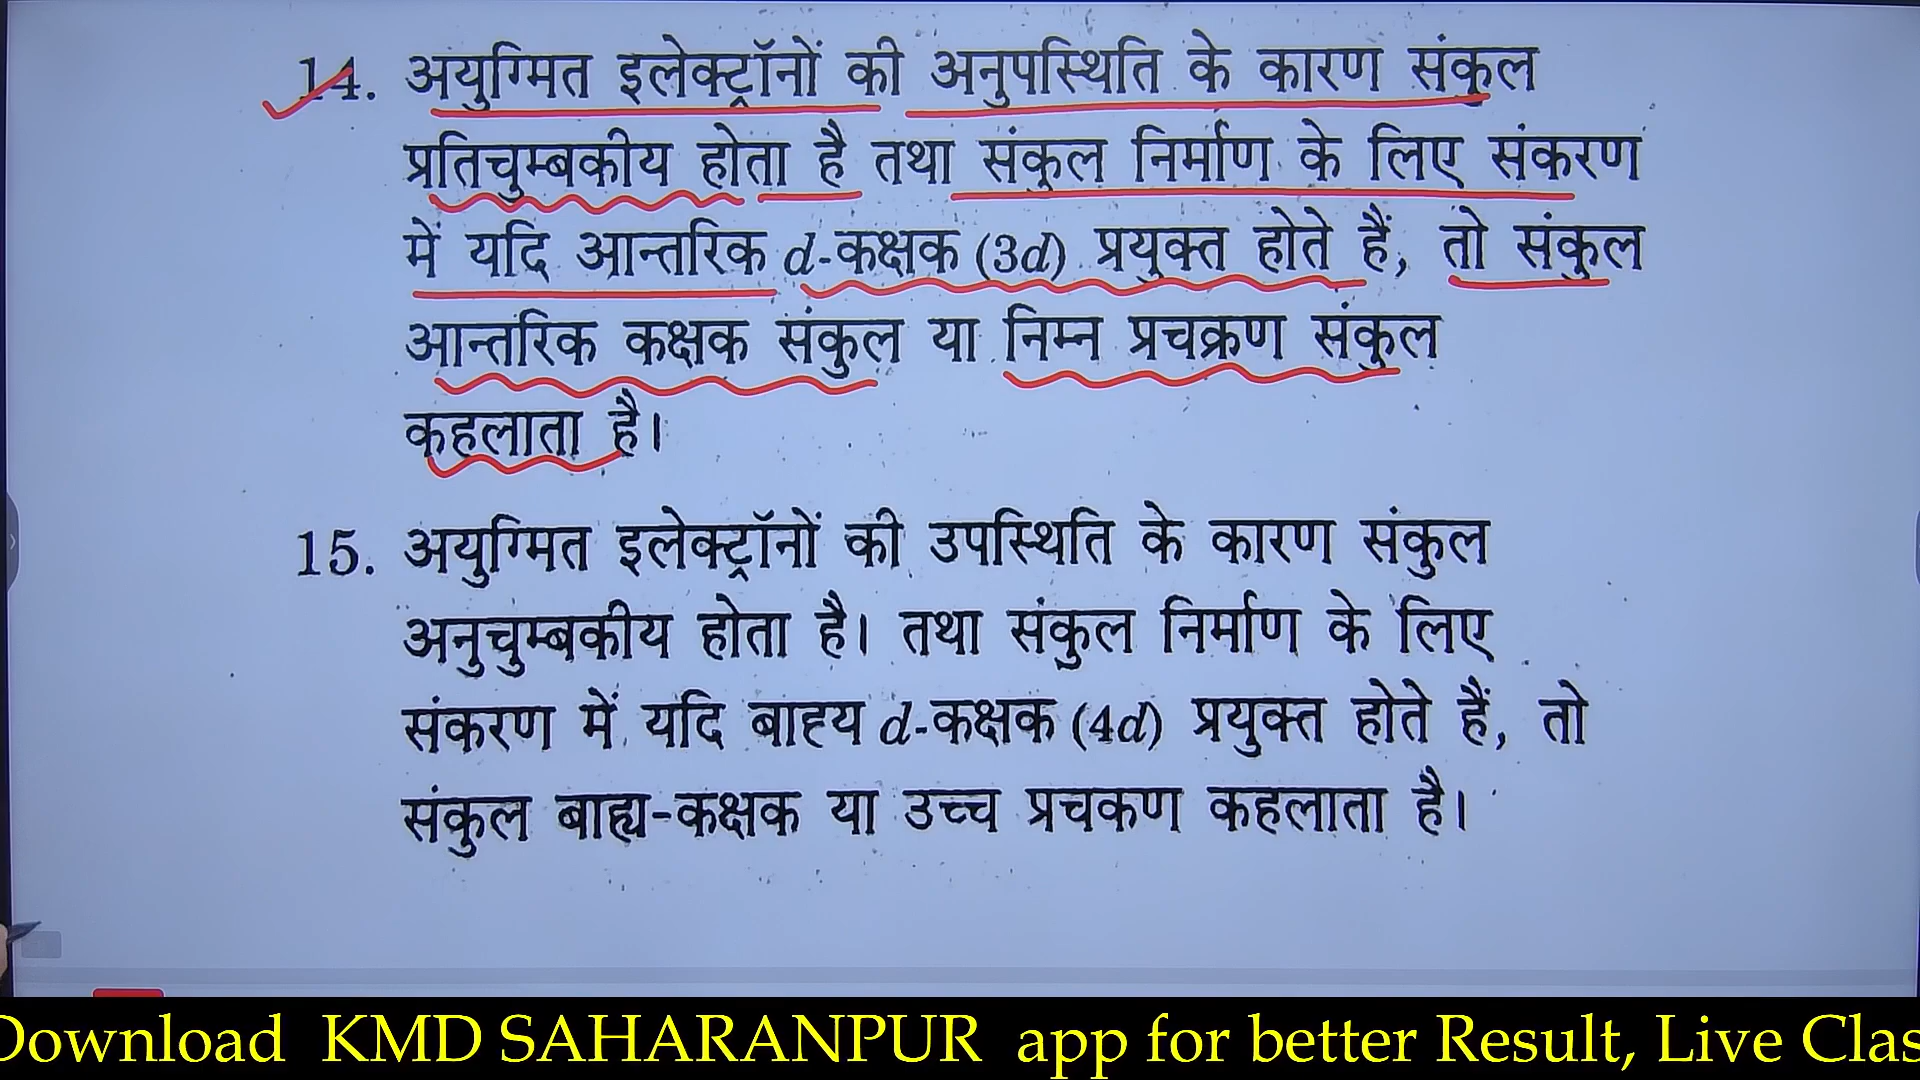 14. अयुग्मित इलेक्ट्रॉनों की अनुपस्थिति के कारण संकुल
प्रतिचुम्बकीय होता है तथा संकुल निर्माण के लिए संकरण
में यदि आन्तरिक d-कक्षक (3d) प्रयुक्त होते हैं, तो संकुल
आन्तरिक कक्षक संकुल या निम्न प्रचक्रण संकुल
कहलाता है।
15. अयुग्मित इलेक्ट्रॉनों की उपस्थिति के कारण संकुल
अनुचुम्बकीय होता है। तथा संकुल निर्माण के लिए
संकरण में यदि बाह्य d-कक्षक (4d) प्रयुक्त होते हैं, तो
संकुल बाह्य-कक्षक या उच्च प्रचकण कहलाता है।
Download KMD SAHARANPUR app for better Result, Live Clas